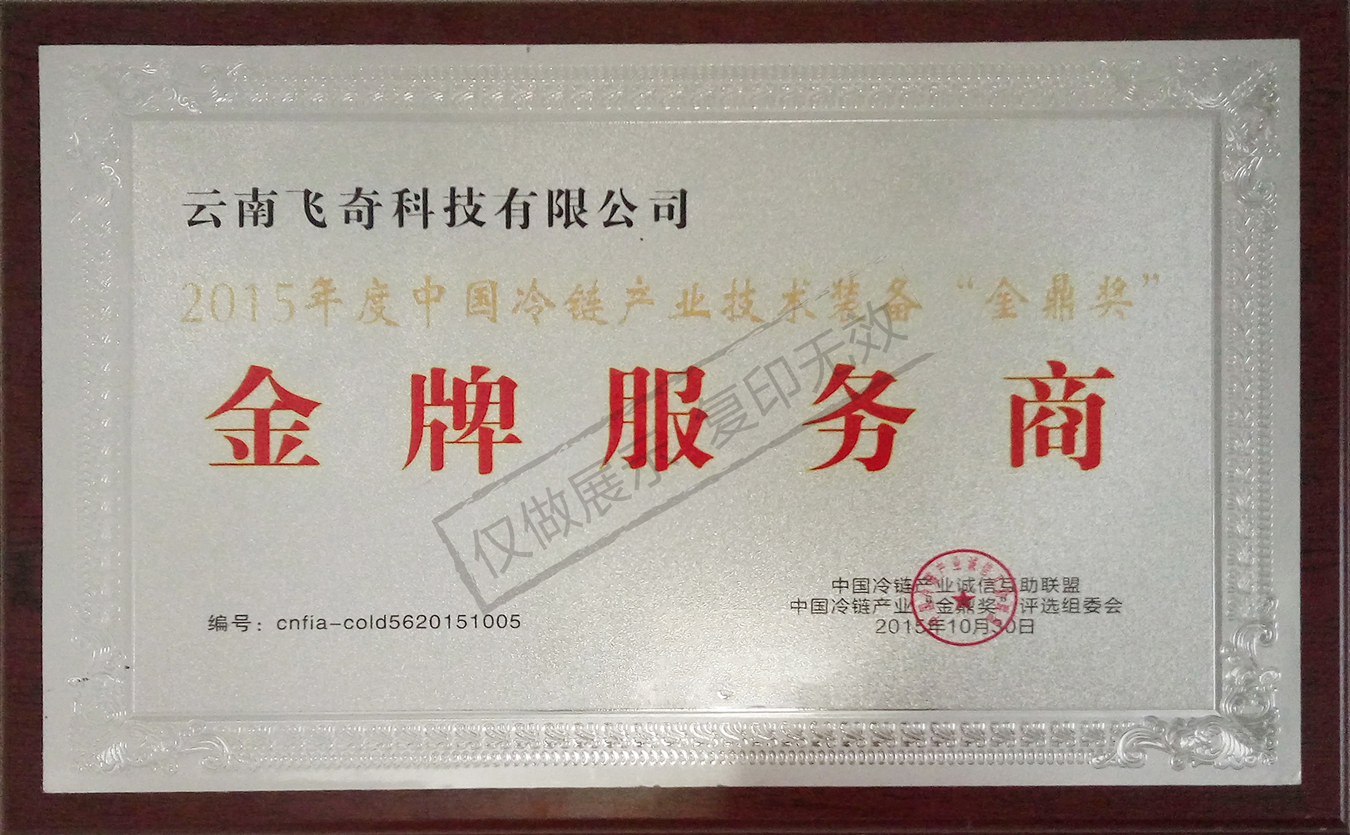 云南飞奇科技有限公司
2015年度中国冷链产业技术装备“金鼎奖”
金牌服务商
仅做展示 复印无效
编号：cnfia-cold5620151005
中国冷链产业诚信互助联盟
中国冷链产业“金鼎奖”评选组委会
2015年10月30日